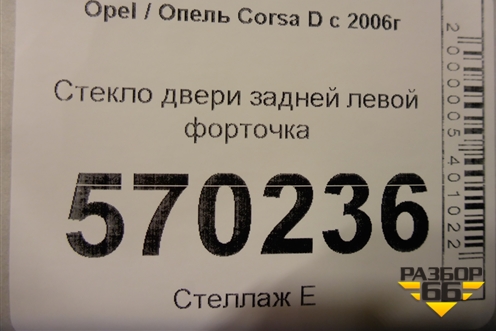 Opel / Опель Corsa D с 2006г
Стекло двери задней левой
форточка
570236
Стеллаж Е
2000005401022
РАЗБОР
66